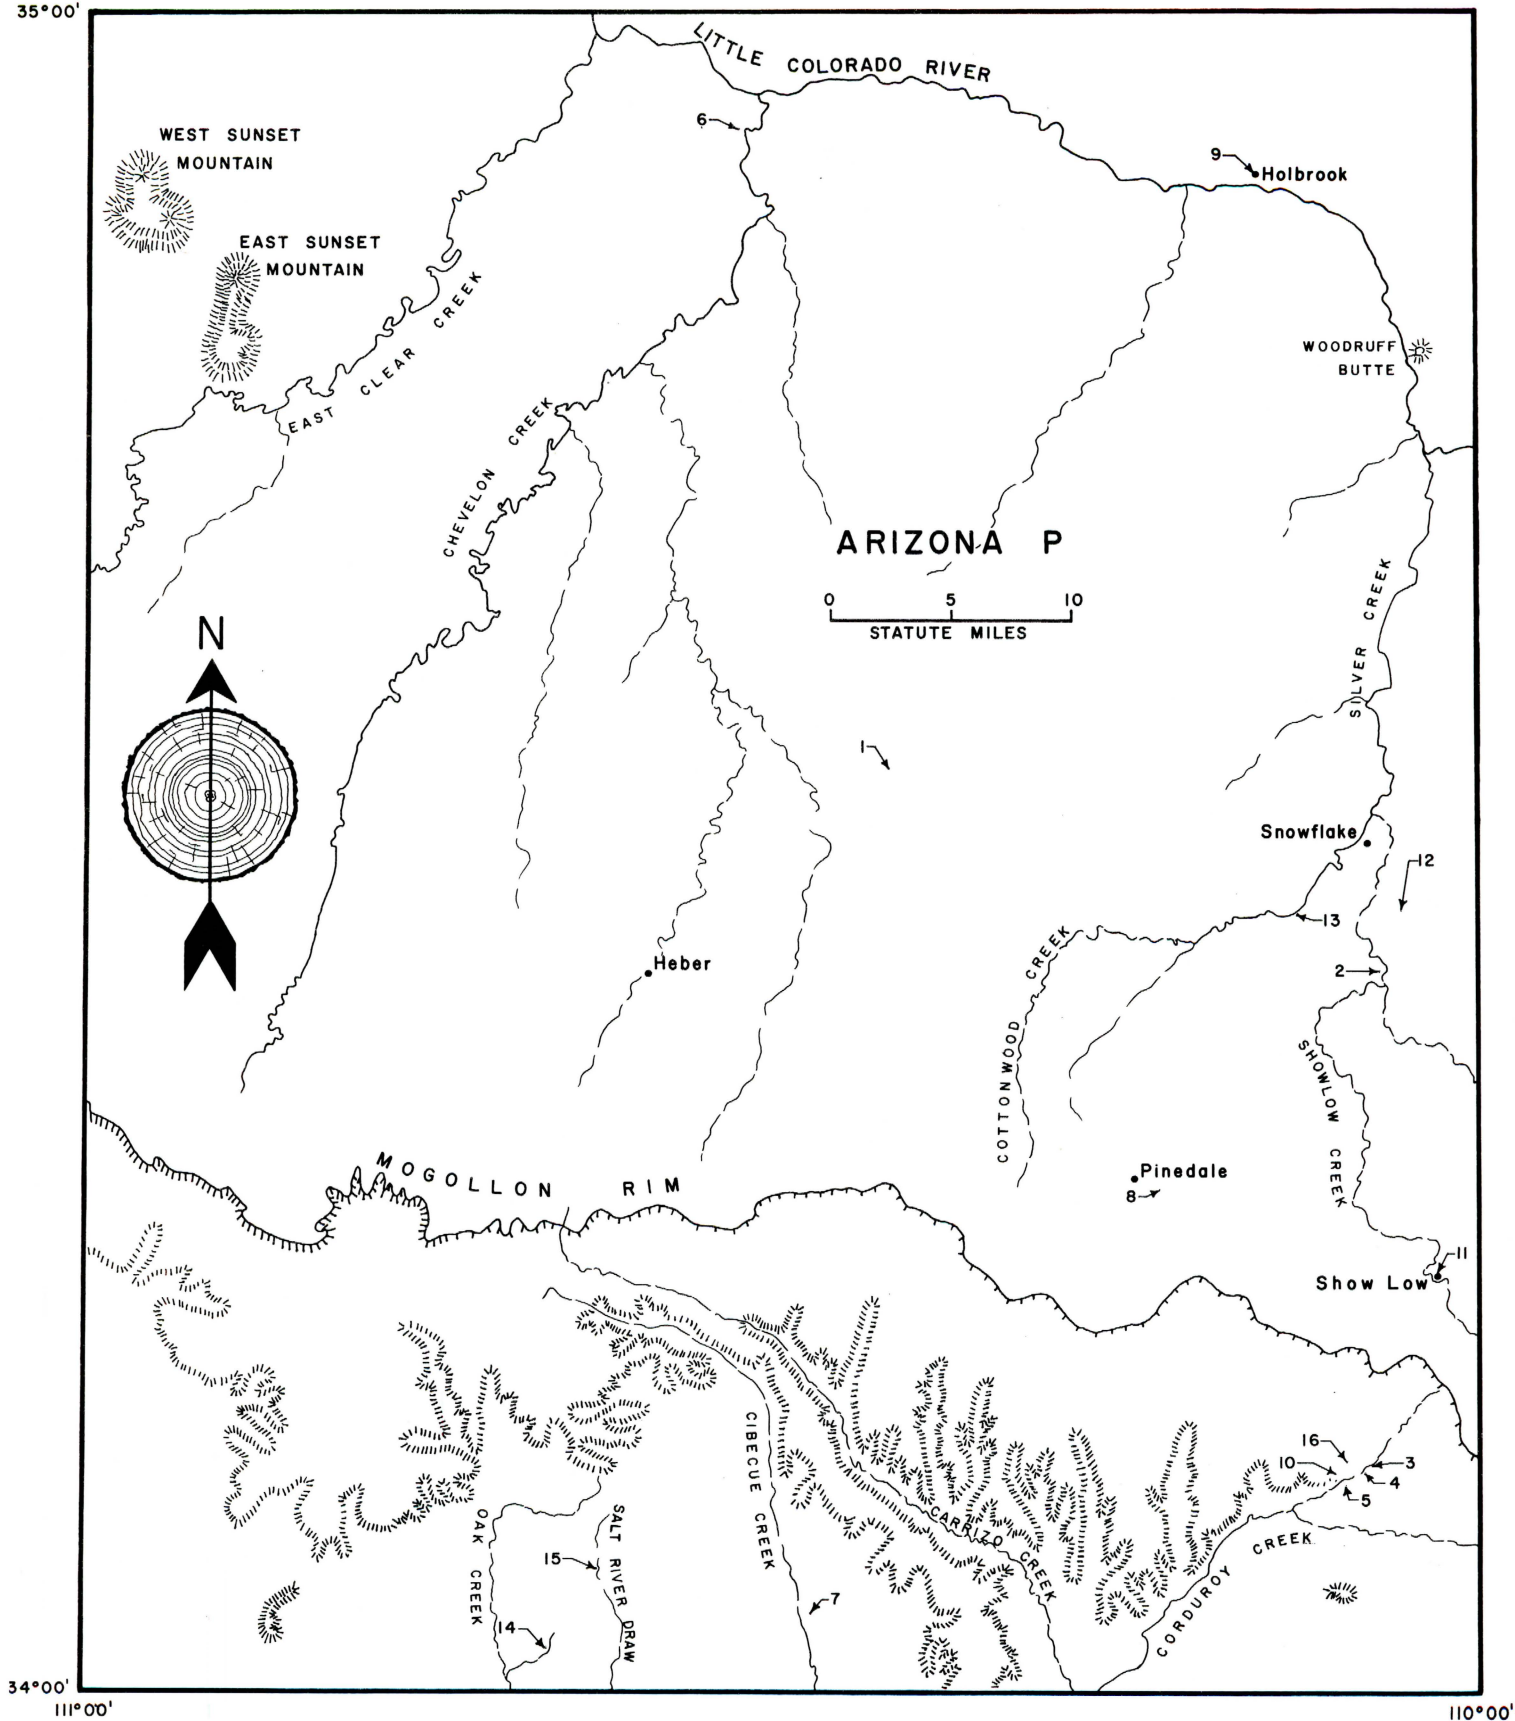 35°00'
LITTLE COLORADO RIVER
WEST SUNSET
MOUNTAIN
6
9
Holbrook
EAST SUNSET
MOUNTAIN
EAST CLEAR CREEK
WOODRUFF
BUTTE
CHEVELON CREEK
ARIZONA P
0 5 10
STATUTE MILES
SILVER CREEK
N
1
Snowflake
12
13
COTTONWOOD CREEK
Heber
2
SHOWLOW CREEK
MOGOLLON RIM
Pinedale
8
11
Show Low
CIBECUE CREEK
16
10
3
4
5
OAK CREEK
SALT RIVER DRAW
CARRIZO CREEK
CORDUROY CREEK
15
7
14
34°00'
111°00'
110°00'